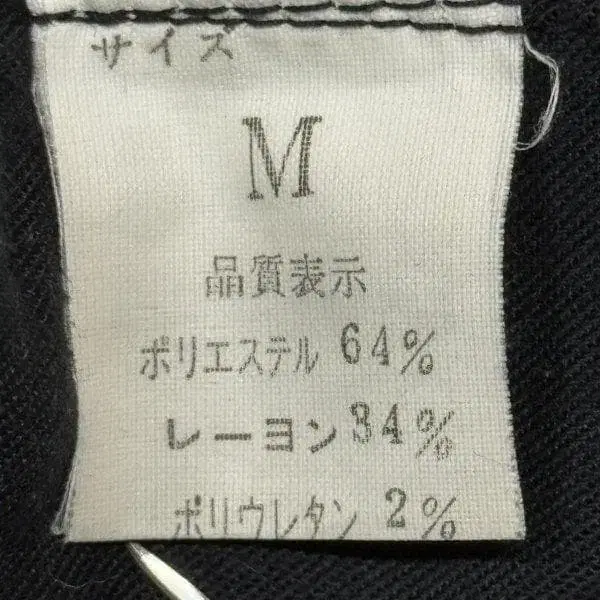 サイズ
M
品質表示
ポリエステル 64%
レーヨン 34%
ポリウレタン 2%